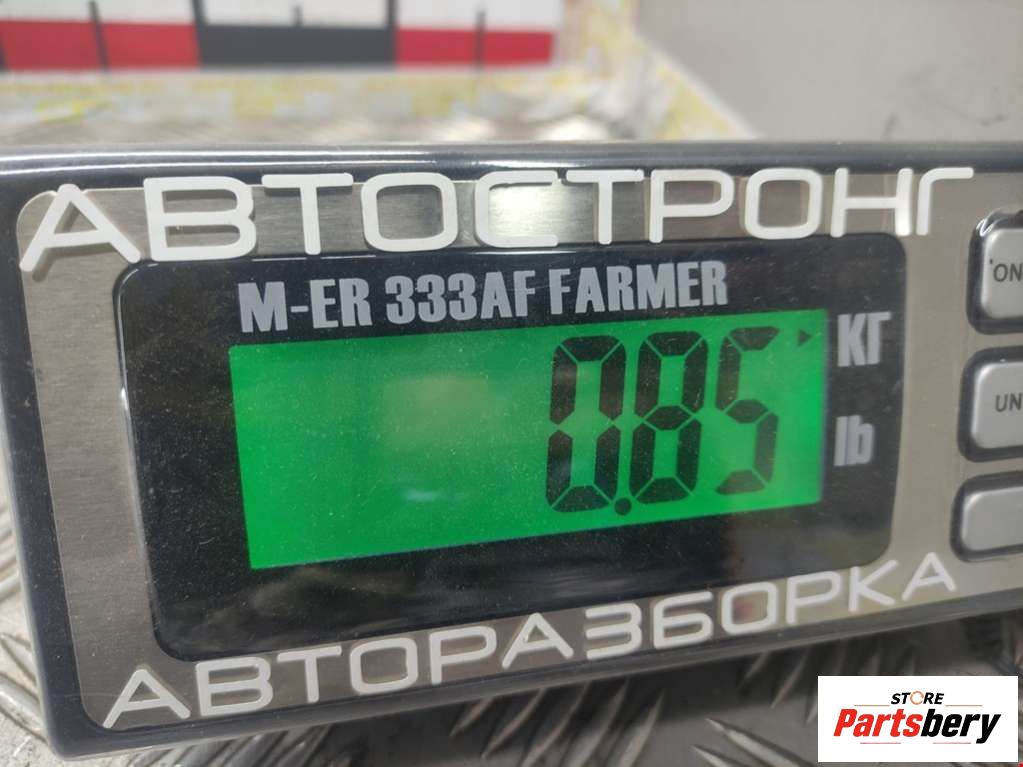 АВТОСТРОНГ
M-ER 333AF FARMER
ON
0.85 КГ
lb
UN
АВТОРАЗБОРКА
STORE
Partsbery